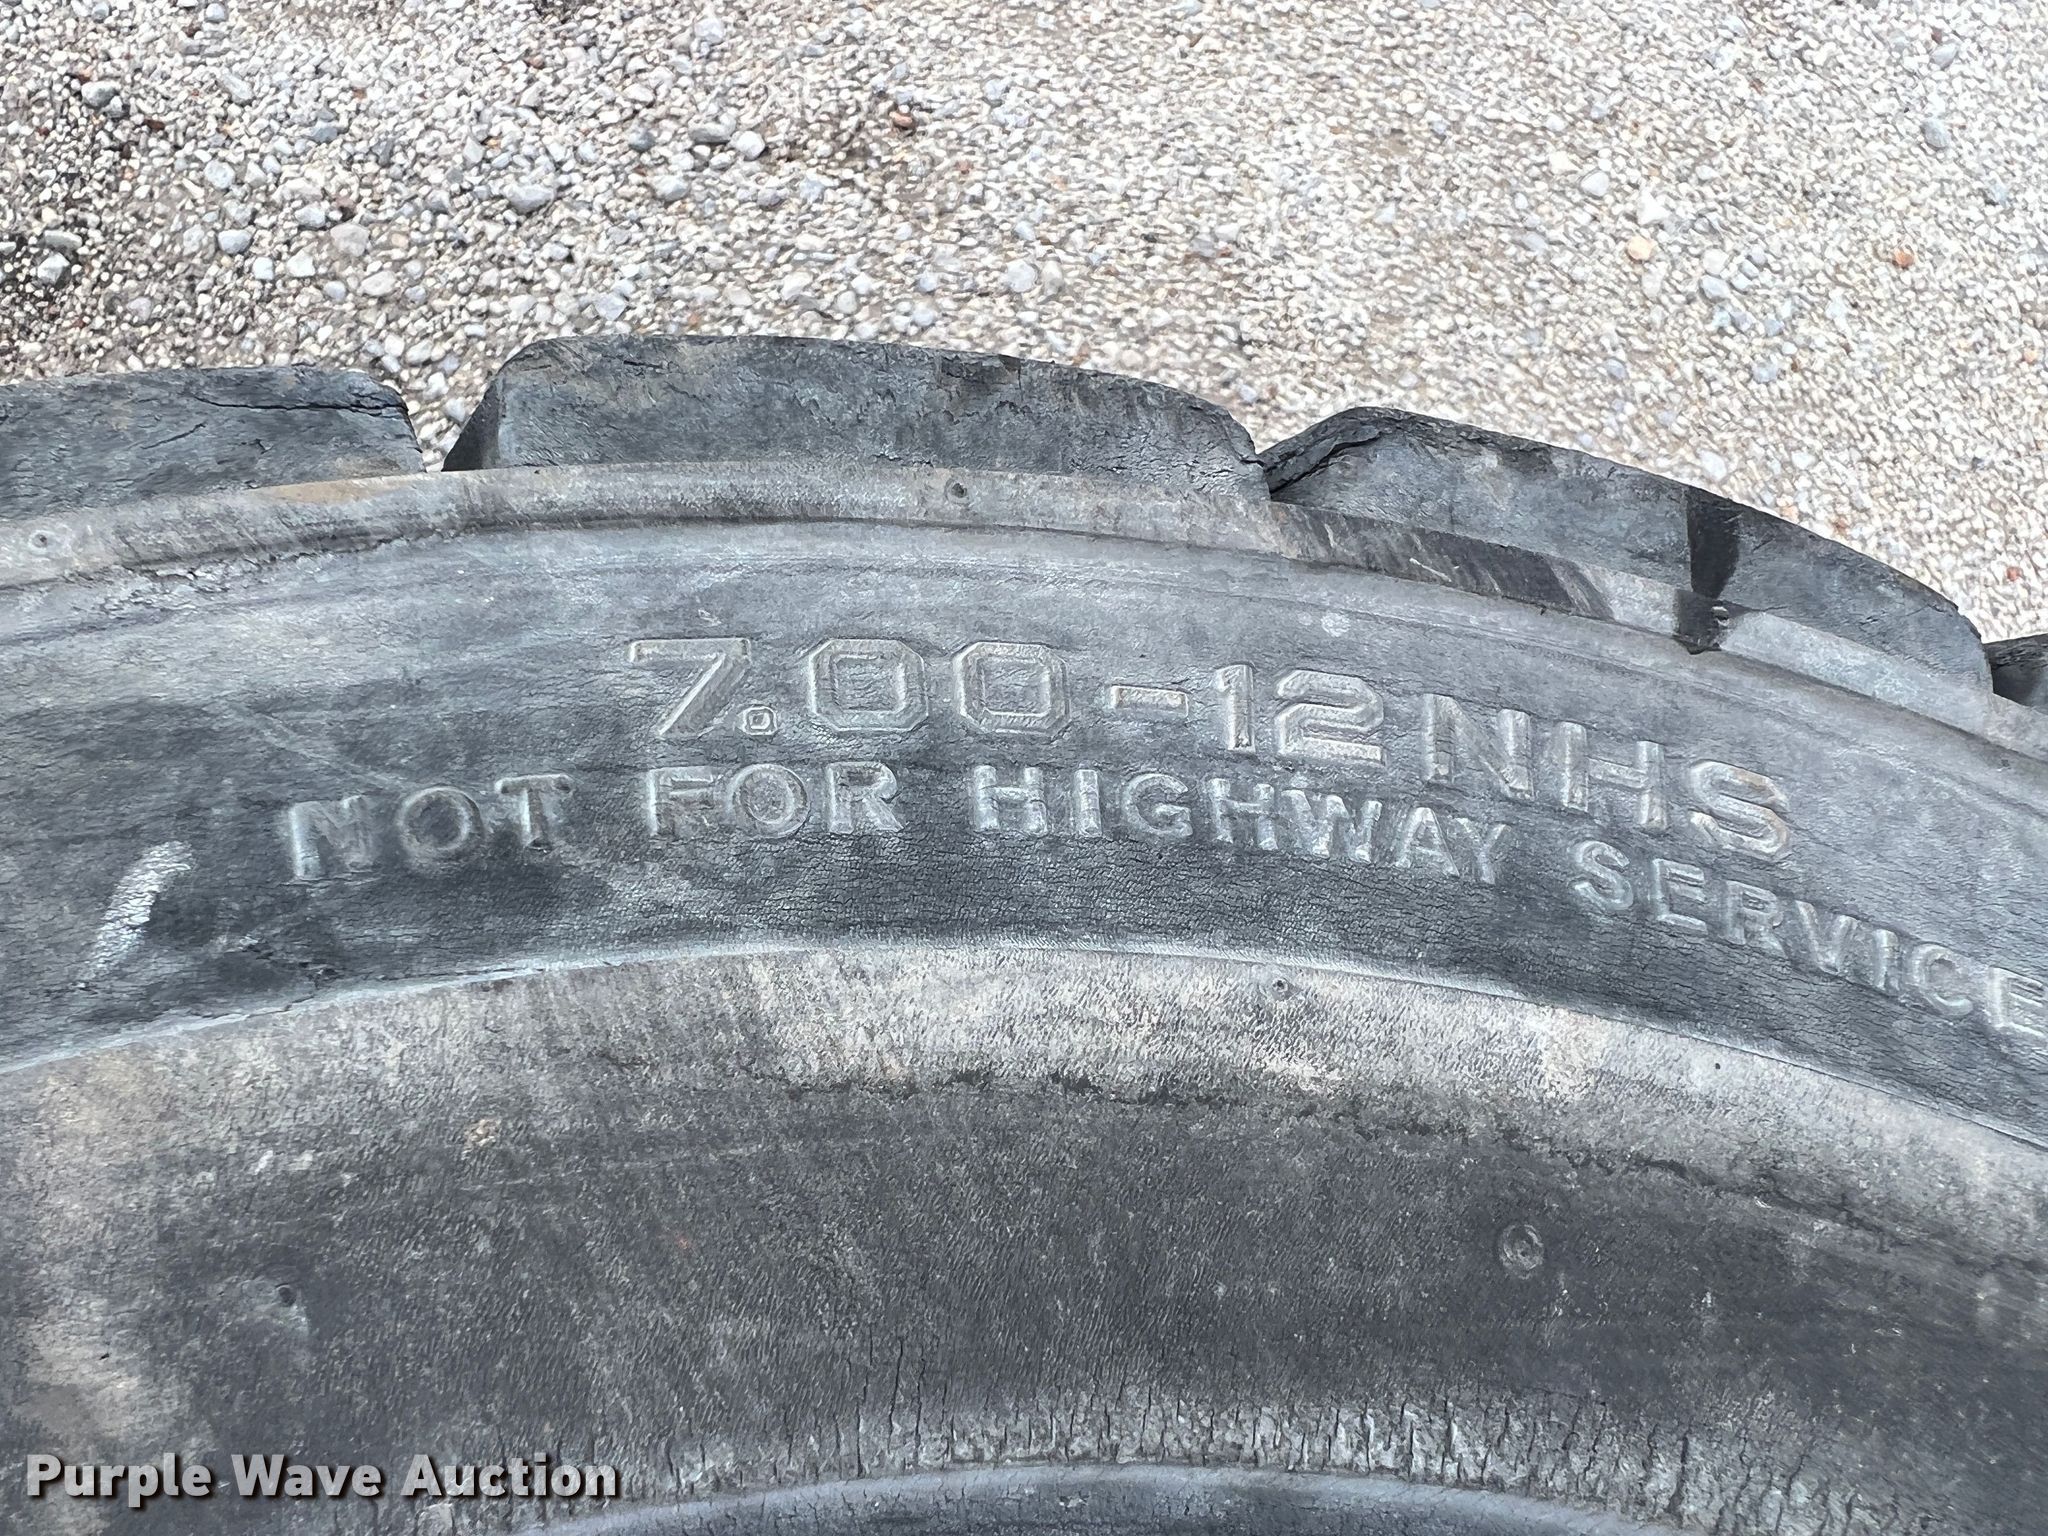 7.00-12NHS
NOT FOR HIGHWAY SERVICE
Purple Wave Auction